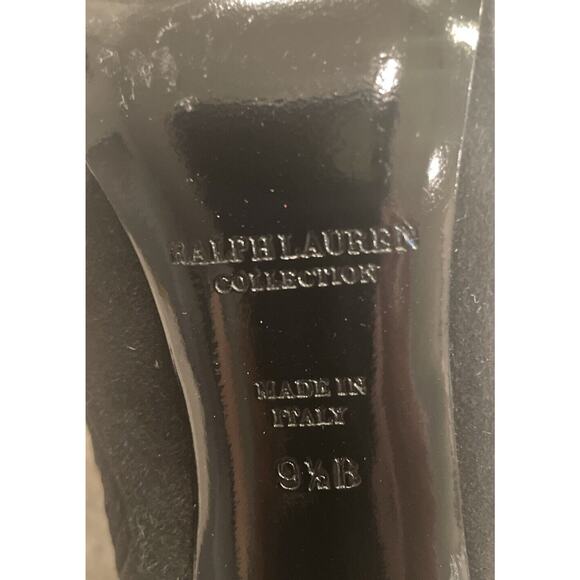 RALPH LAUREN
COLLECTION
MADE IN
ITALY
9½B